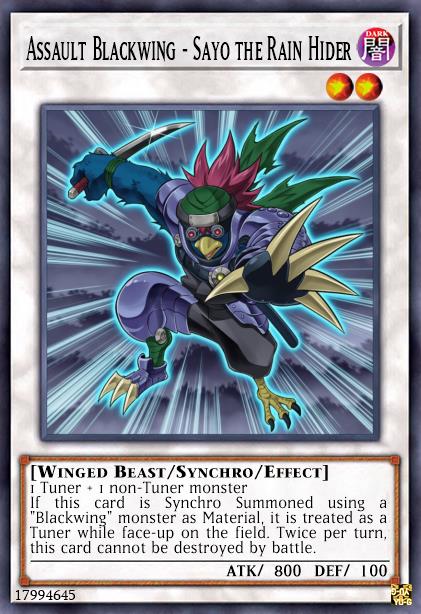 Assault Blackwing - Sayo the Rain Hider
DARK
闇
[Winged Beast/Synchro/Effect]
1 Tuner + 1 non-Tuner monster
If this card is Synchro Summoned using a
"Blackwing" monster as Material, it is treated as a
Tuner while face-up on the field. Twice per turn,
this card cannot be destroyed by battle.
ATK/ 800 DEF/ 100
17994645